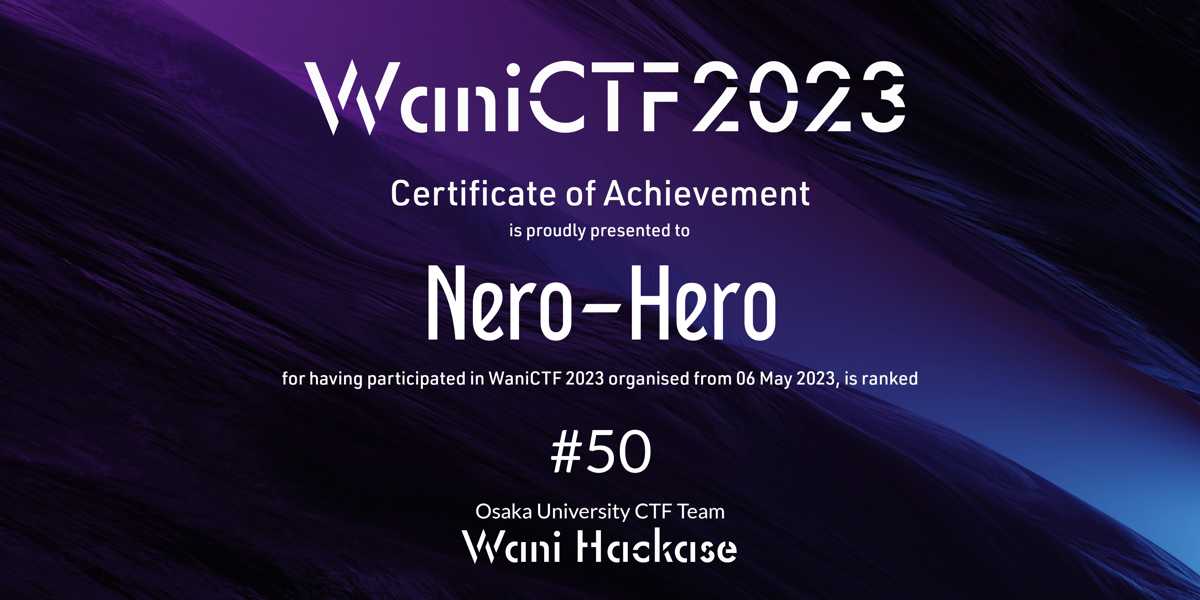 WaniCTF2023
Certificate of Achievement
is proudly presented to
Nero-Hero
for having participated in WaniCTF 2023 organised from 06 May 2023, is ranked
#50
Osaka University CTF Team
Wani Hackase